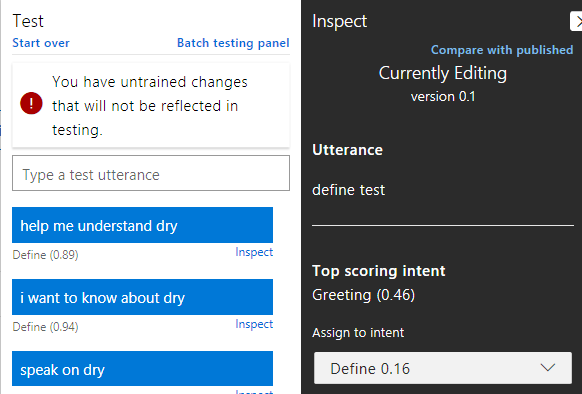 Test
Start over
Batch testing panel
You have untrained changes
that will not be reflected in
testing.
Type a test utterance
help me understand dry
Define (0.89)
Inspect
i want to know about dry
Define (0.94)
Inspect
speak on dry
Inspect
Compare with published
Currently Editing
version 0.1
Utterance
define test
Top scoring intent
Greeting (0.46)
Assign to intent
Define 0.16